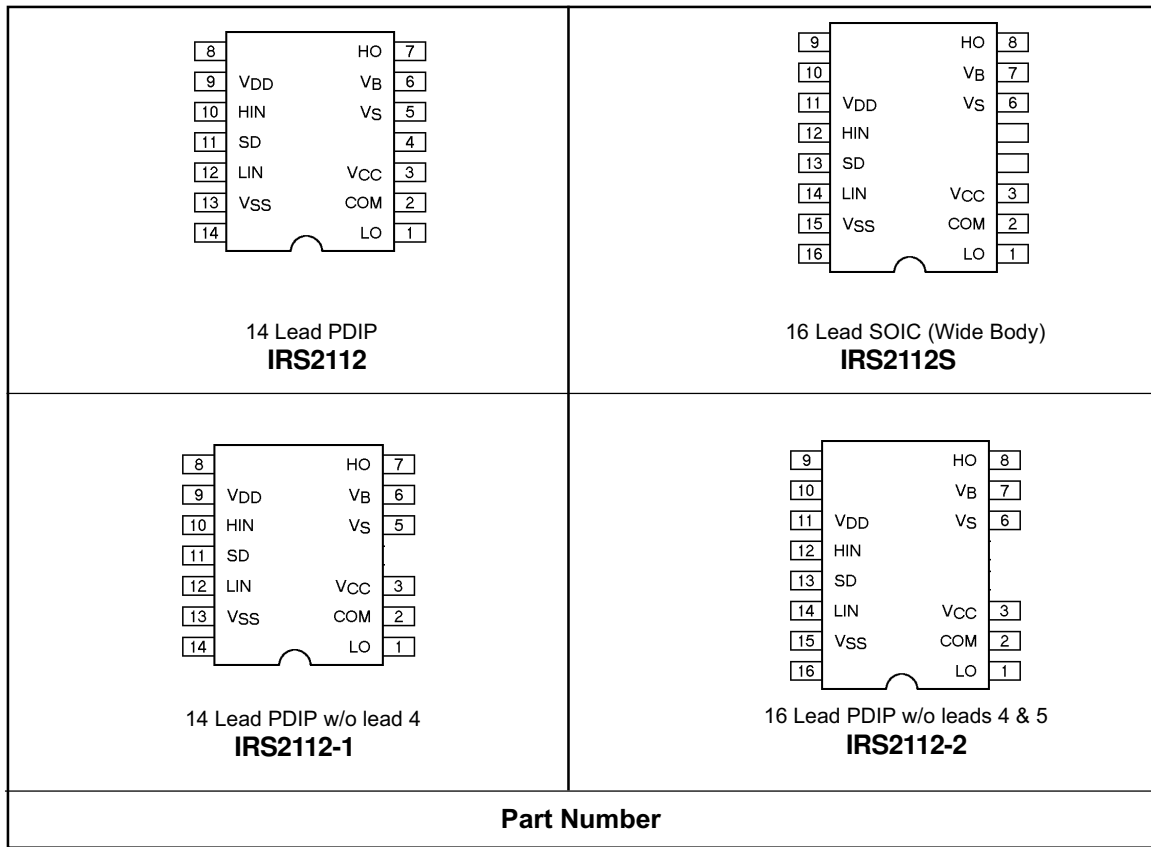 8 HO 7
9 VDD VB 6
10 HIN VS 5
11 SD 4
12 LIN VCC 3
13 VSS COM 2
14 LO 1
14 Lead PDIP
IRS2112
9 HO 8
10 VB 7
11 VDD VS 6
12 HIN
13 SD
14 LIN VCC 3
15 VSS COM 2
16 LO 1
16 Lead SOIC (Wide Body)
IRS2112S
8 HO 7
9 VDD VB 6
10 HIN VS 5
11 SD
12 LIN VCC 3
13 VSS COM 2
14 LO 1
14 Lead PDIP w/o lead 4
IRS2112-1
9 HO 8
10 VB 7
11 VDD VS 6
12 HIN
13 SD
14 LIN VCC 3
15 VSS COM 2
16 LO 1
16 Lead PDIP w/o leads 4 & 5
IRS2112-2
Part Number